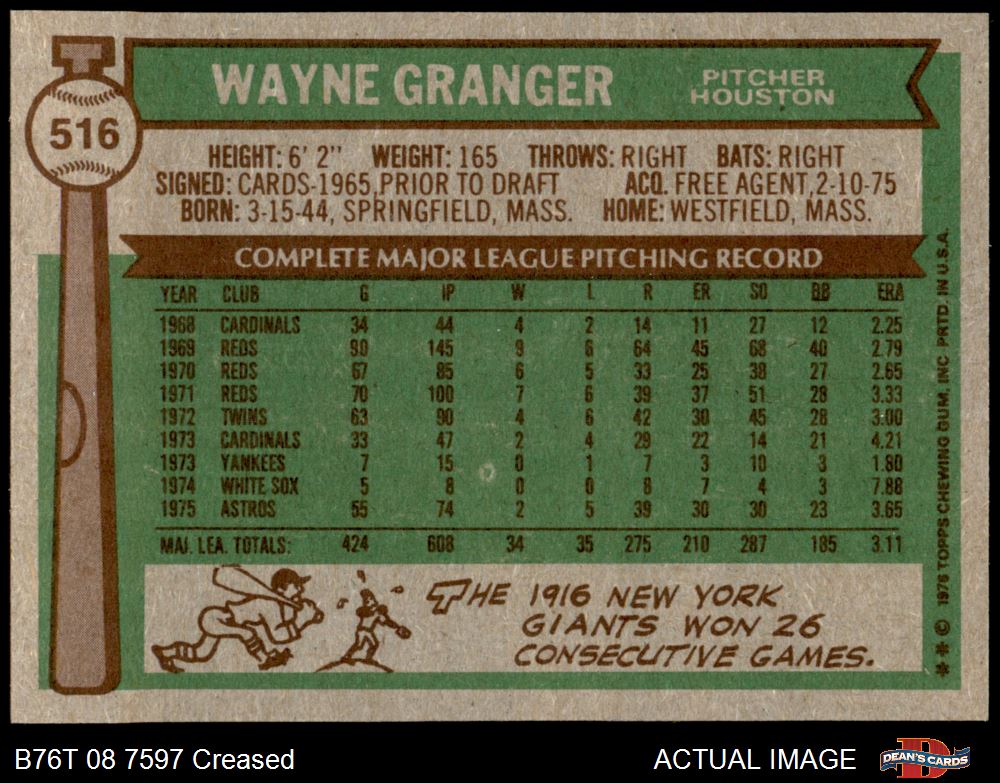 516
WAYNE GRANGER
PITCHER
HOUSTON
HEIGHT: 6' 2" WEIGHT: 165 THROWS: RIGHT BATS: RIGHT
SIGNED: CARDS-1965, PRIOR TO DRAFT ACQ. FREE AGENT, 2-10-75
BORN: 3-15-44, SPRINGFIELD, MASS. HOME: WESTFIELD, MASS.
COMPLETE MAJOR LEAGUE PITCHING RECORD
YEAR CLUB G IP W L R ER SO BB ERA
1968 CARDINALS 34 44 4 2 14 11 27 12 2.25
1969 REDS 90 145 9 6 64 45 68 40 2.79
1970 REDS 67 85 6 5 33 25 38 27 2.65
1971 REDS 70 100 7 6 39 37 51 28 3.33
1972 TWINS 63 90 4 6 42 30 45 28 3.00
1973 CARDINALS 33 47 2 4 29 22 14 21 4.21
1973 YANKEES 7 15 0 1 7 3 10 3 1.80
1974 WHITE SOX 5 8 0 0 8 7 4 3 7.88
1975 ASTROS 55 74 2 5 39 30 30 23 3.65
MAJ. LEA. TOTALS: 424 608 34 35 275 210 287 185 3.11
THE 1916 NEW YORK
GIANTS WON 26
CONSECUTIVE GAMES.
** © 1976 TOPPS CHEWING GUM, INC. PRTD. IN U.S.A.
B76T 08 7597 Creased
ACTUAL IMAGE
D
DEAN'S CARDS